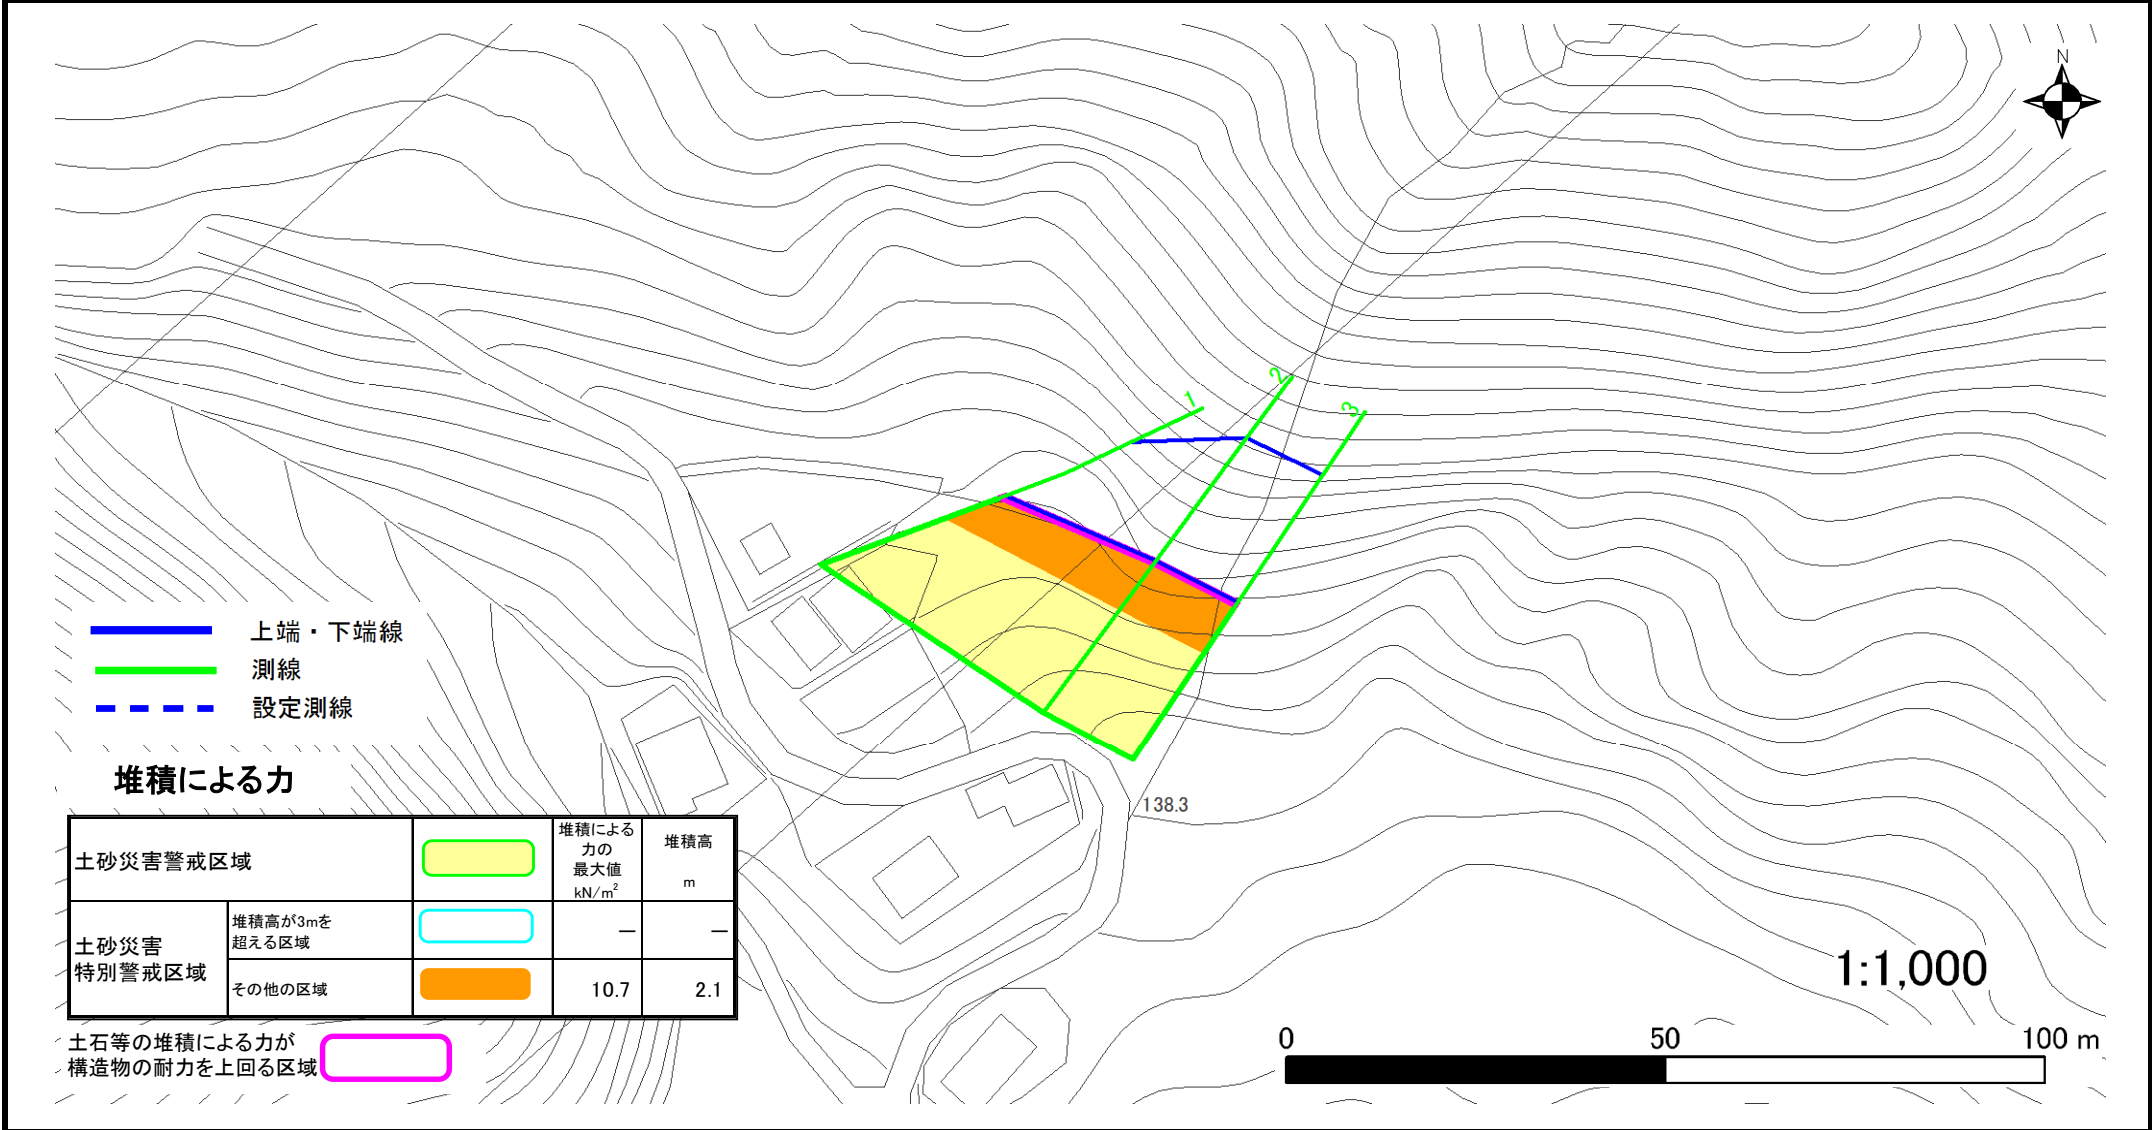 N
1
2
3
138.3
上端・下端線
測線
設定測線
堆積による力
土砂災害警戒区域
堆積による
力の
最大値
kN/m²
堆積高
m
土砂災害
特別警戒区域
堆積高が3mを
超える区域
―
―
その他の区域
10.7
2.1
土石等の堆積による力が
構造物の耐力を上回る区域
1:1,000
0
50
100 m